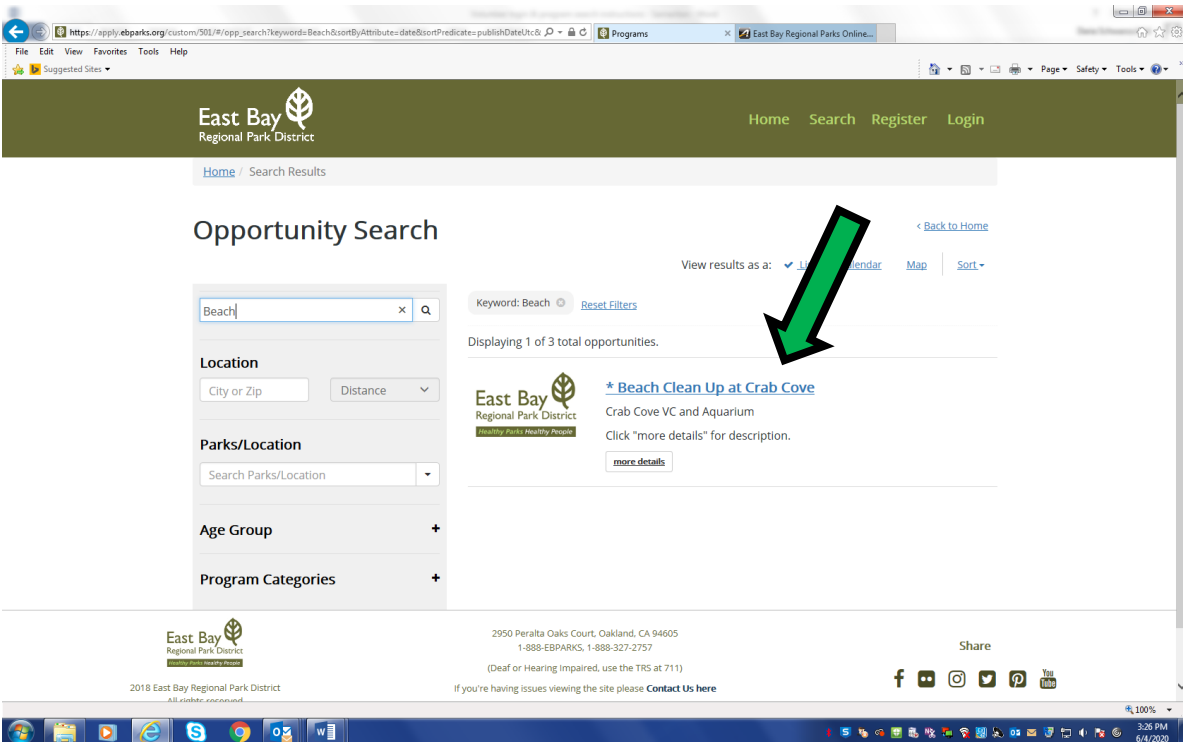 https://apply.ebparks.org/custom/501/#/opp_search?keyword=Beach&sortByAttribute=date&sortPredicate=publishDateUtc&
Programs
East Bay Regional Parks Online...
File Edit View Favorites Tools Help
Suggested Sites
Page Safety Tools
East Bay
Regional Park District
Home Search Register Login
Home / Search Results
Opportunity Search
< Back to Home
View results as a: Map Sort
Beach
Keyword: Beach Reset Filters
Displaying 1 of 3 total opportunities.
Location
City or Zip Distance
East Bay
Regional Park District
Healthy Parks Healthy People
* Beach Clean Up at Crab Cove
Crab Cove VC and Aquarium
Click "more details" for description.
more details
Parks/Location
Search Parks/Location
Age Group +
Program Categories +
East Bay
Regional Park District
Healthy Parks Healthy People
2018 East Bay Regional Park District
All rights reserved
2950 Peralta Oaks Court, Oakland, CA 94605
1-888-EBPARKS, 1-888-327-2757
(Deaf or Hearing Impaired, use the TRS at 711)
If you're having issues viewing the site please Contact Us here
Share
You
Tube
100%
3:26 PM
6/4/2020